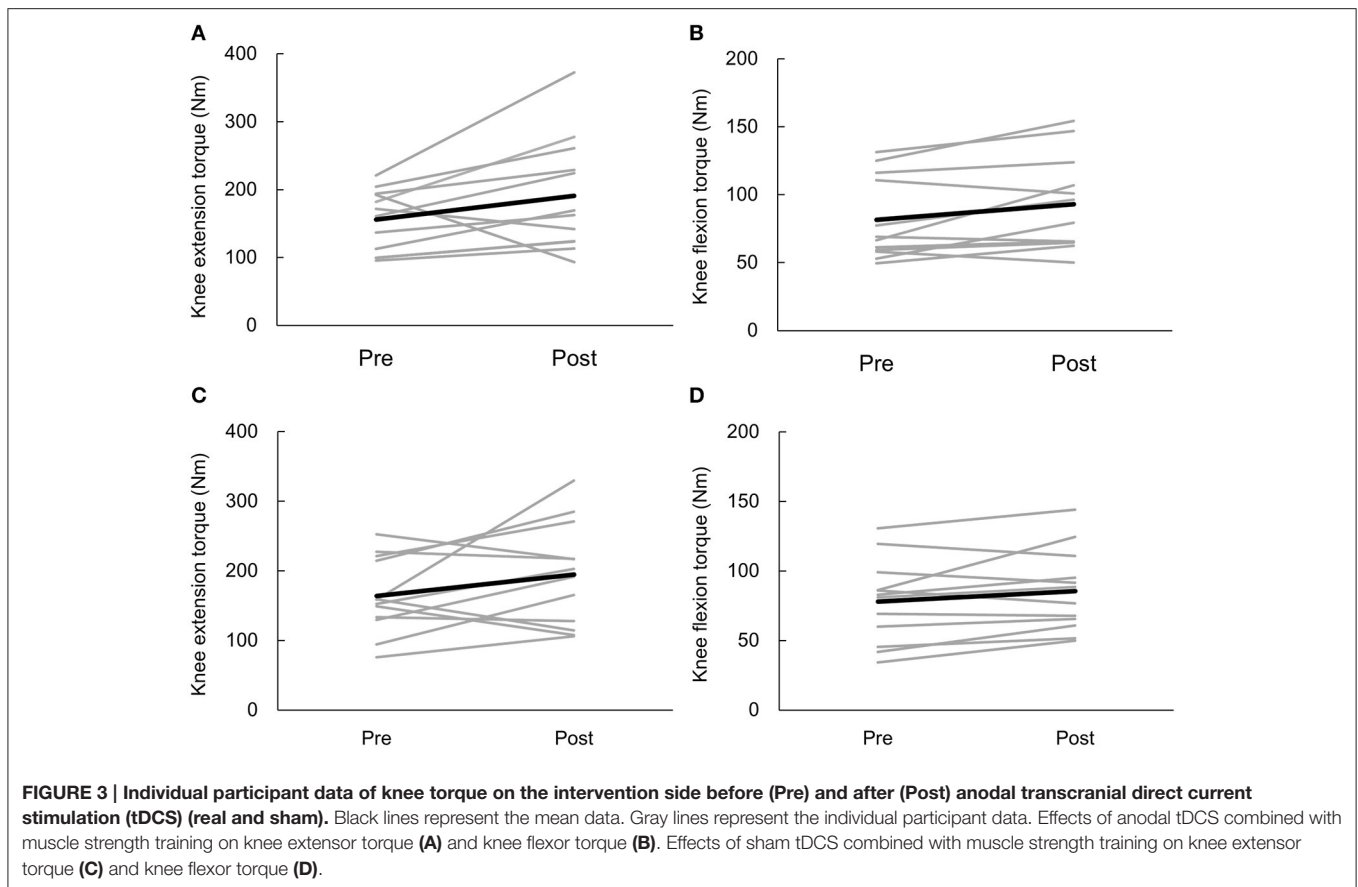 A
400
300
200
100
0
Knee extension torque (Nm)
Pre
Post
B
200
150
100
50
0
Knee flexion torque (Nm)
Pre
Post
C
400
300
200
100
0
Knee extension torque (Nm)
Pre
Post
D
200
150
100
50
0
Knee flexion torque (Nm)
Pre
Post
FIGURE 3 | Individual participant data of knee torque on the intervention side before (Pre) and after (Post) anodal transcranial direct current
stimulation (tDCS) (real and sham). Black lines represent the mean data. Gray lines represent the individual participant data. Effects of anodal tDCS combined with
muscle strength training on knee extensor torque (A) and knee flexor torque (B). Effects of sham tDCS combined with muscle strength training on knee extensor
torque (C) and knee flexor torque (D).